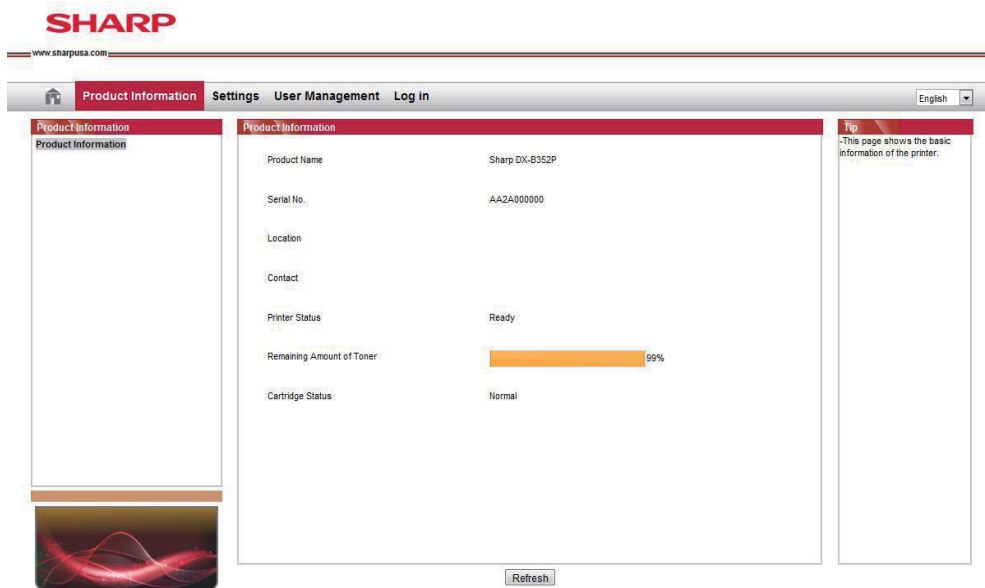 SHARP
www.sharpusa.com
Product Information Settings User Management Log in English
Product Information
Product Information
Product Information
Product Name Sharp DX-B352P
Serial No. AA2A000000
Location
Contact
Printer Status Ready
Remaining Amount of Toner 99%
Cartridge Status Normal
Refresh
Tip
-This page shows the basic
information of the printer.